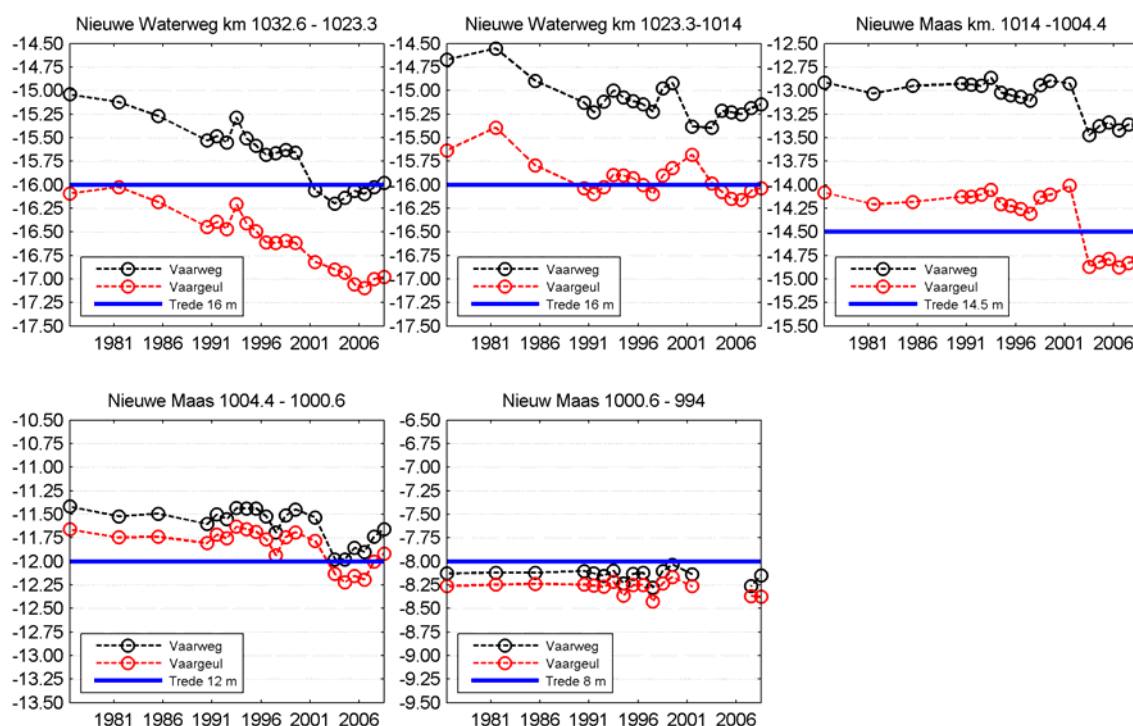 Nieuwe Waterweg km 1032.6 - 1023.3
-14.50
-14.75
-15.00
-15.25
-15.50
-15.75
-16.00
-16.25
-16.50
-16.75
-17.00
-17.25
-17.50
Vaarweg
Vaargeul
Trede 16 m
1981 1986 1991 1996 2001 2006
Nieuwe Waterweg km 1023.3-1014
-14.50
-14.75
-15.00
-15.25
-15.50
-15.75
-16.00
-16.25
-16.50
-16.75
-17.00
-17.25
-17.50
Vaarweg
Vaargeul
Trede 16 m
1981 1986 1991 1996 2001 2006
Nieuwe Maas km. 1014 -1004.4
-12.50
-12.75
-13.00
-13.25
-13.50
-13.75
-14.00
-14.25
-14.50
-14.75
-15.00
-15.25
-15.50
Vaarweg
Vaargeul
Trede 14.5 m
1981 1986 1991 1996 2001 2006
Nieuwe Maas 1004.4 - 1000.6
-10.50
-10.75
-11.00
-11.25
-11.50
-11.75
-12.00
-12.25
-12.50
-12.75
-13.00
-13.25
-13.50
Vaarweg
Vaargeul
Trede 12 m
1981 1986 1991 1996 2001 2006
Nieuw Maas 1000.6 - 994
-6.50
-6.75
-7.00
-7.25
-7.50
-7.75
-8.00
-8.25
-8.50
-8.75
-9.00
-9.25
-9.50
Vaarweg
Vaargeul
Trede 8 m
1981 1986 1991 1996 2001 2006